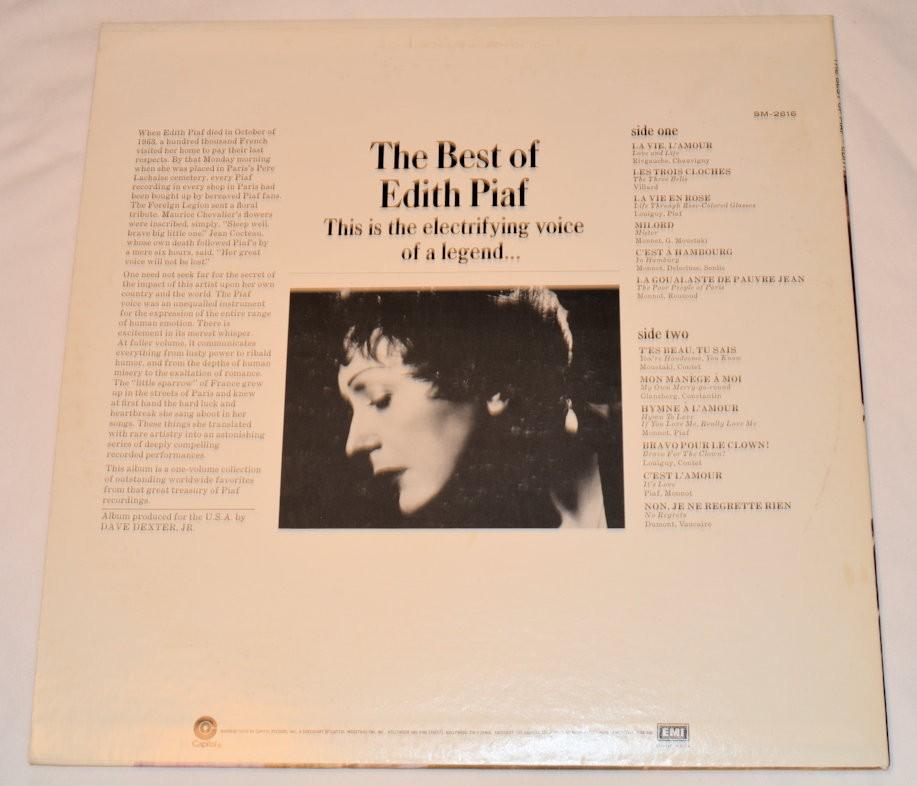 When Edith Piaf died in October of
1963, a hundred thousand French
visited her home to pay their last
respects. By that Monday morning
when she was placed in Paris's Pere
Lachaise cemetery, every Piaf
recording in every shop in Paris had
been bought up by bereaved Piaf fans.
The Foreign Legion sent a floral
tribute. Maurice Chevalier's flowers
were inscribed, simply, "Sleep well,
brave big little one." Jean Cocteau,
whose own death followed Piaf's by
a mere six hours, said, "Her great
voice will not be lost."
One need not seek far for the secret of
the impact of this artist upon her own
country and the world. The Piaf
voice was an unequalled instrument
for the expression of the entire range
of human emotion. There is
excitement in its merest whisper.
At fuller volume, it communicates
everything from lusty power to ribald
humor, and from the depths of human
misery to the exaltation of romance.
The "little sparrow" of France grew
up in the streets of Paris and knew
at first hand the hard luck and
heartbreak she sang about in her
songs. These things she translated
with rare artistry into an astonishing
series of deeply compelling
recorded performances.
This album is a one-volume collection
of outstanding worldwide favorites
from that great treasury of Piaf
recordings.
Album produced for the U.S.A. by
DAVE DEXTER, JR.
The Best of
Edith Piaf
This is the electrifying voice
of a legend...
SM-2616
side one
LA VIE, L'AMOUR
Love and Life
Rivgauche, Chauvigny
LES TROIS CLOCHES
The Three Bells
Villard
LA VIE EN ROSE
Life Through Rose-Colored Glasses
Louiguy, Piaf
MILORD
Mister
Monnot, G. Moustaki
C'EST À HAMBOURG
In Hamburg
Monnot, Delecluse, Senlis
LA GOUALANTE DE PAUVRE JEAN
The Poor People of Paris
Monnot, Rouzoud
side two
T'ES BEAU, TU SAIS
You're Handsome, You Know
Moustaki, Contet
MON MANEGE À MOI
My Own Merry-go-round
Glanzberg, Constantin
HYMNE À L'AMOUR
Hymn To Love
If You Love Me, Really Love Me
Monnot, Piaf
BRAVO POUR LE CLOWN!
Bravo For The Clown!
Louiguy, Contet
C'EST L'AMOUR
It's Love
Piaf, Monnot
NON, JE NE REGRETTE RIEN
No Regrets
Dumont, Vaucaire
Capitol
EMI